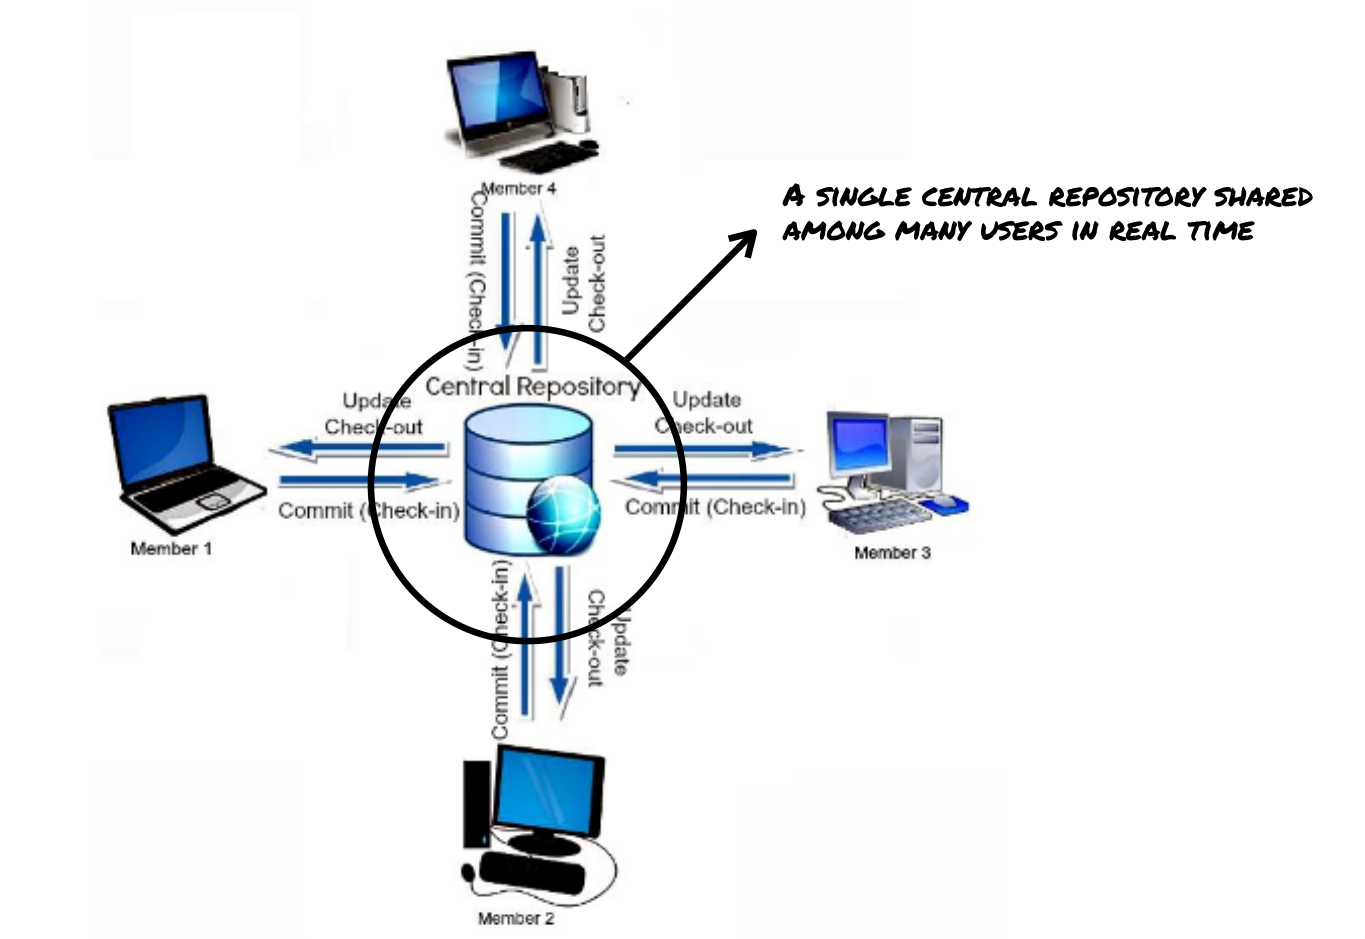 Member 4
A SINGLE CENTRAL REPOSITORY SHARED
AMONG MANY USERS IN REAL TIME
Commit (Check-in)
Update
Check-out
Central Repository
Update
Check-out
Commit (Check-in)
Member 1
Update
Check-out
Commit (Check-in)
Member 3
Commit (Check-in)
Update
Check-out
Member 2